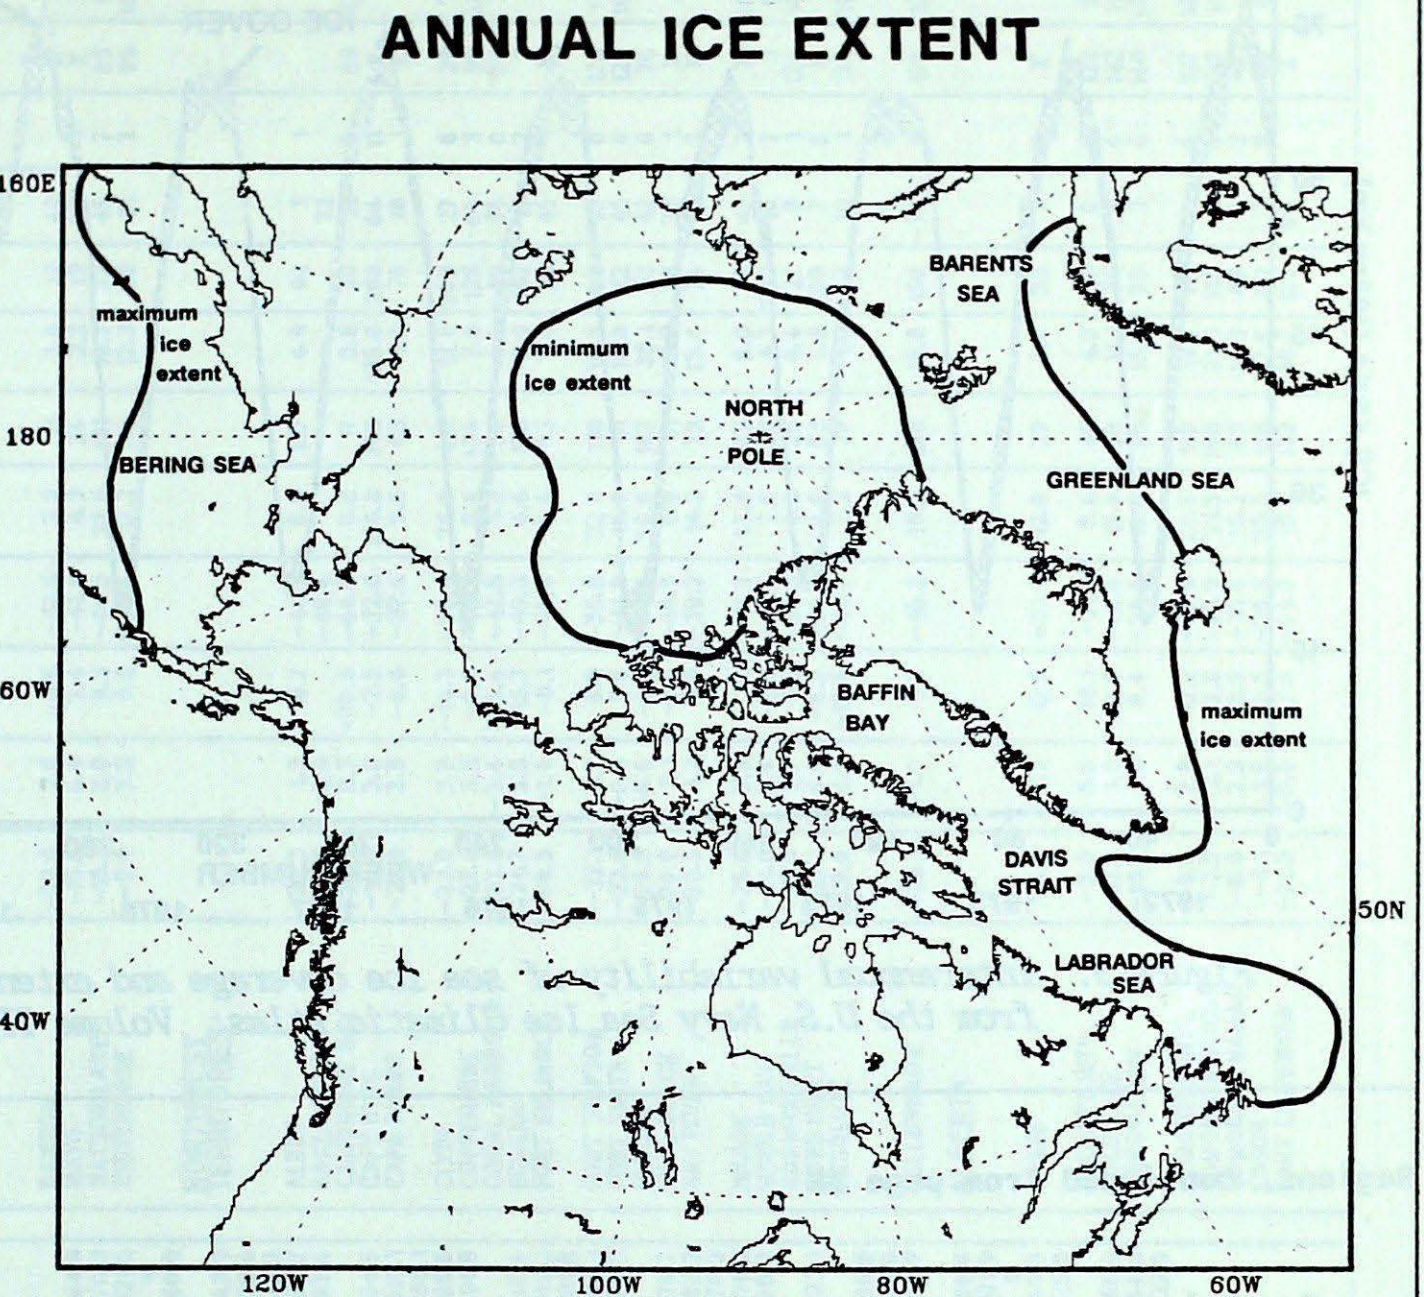 ANNUAL ICE EXTENT
160E
BARENTS
SEA
maximum
ice
extent
minimum
ice extent
NORTH
POLE
180
BERING SEA
GREENLAND SEA
60W
BAFFIN
BAY
maximum
ice extent
DAVIS
STRAIT
50N
LABRADOR
SEA
40W
120W
100W
80W
60W